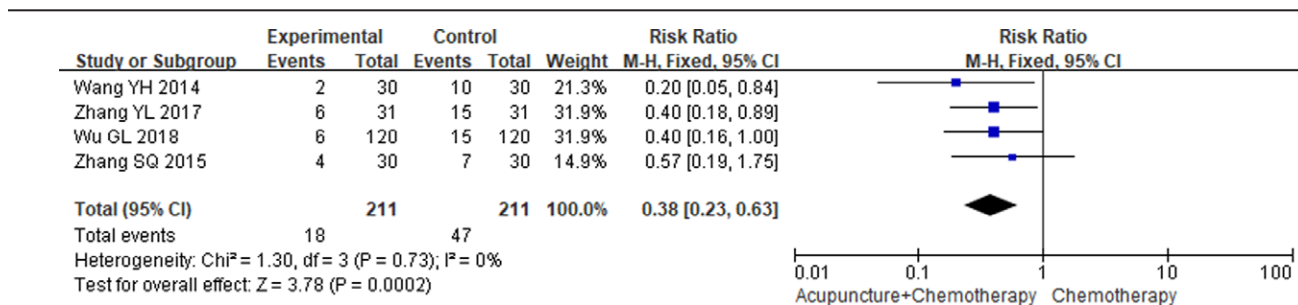 Experimental Control Risk Ratio Risk Ratio
Study or Subgroup Events Total Events Total Weight M-H, Fixed, 95% CI M-H, Fixed, 95% CI
Wang YH 2014 2 30 10 30 21.3% 0.20 [0.05, 0.84]
Zhang YL 2017 6 31 15 31 31.9% 0.40 [0.18, 0.89]
Wu GL 2018 6 120 15 120 31.9% 0.40 [0.16, 1.00]
Zhang SQ 2015 4 30 7 30 14.9% 0.57 [0.19, 1.75]
Total (95% CI) 211 211 100.0% 0.38 [0.23, 0.63]
Total events 18 47
Heterogeneity: Chi² = 1.30, df = 3 (P = 0.73); I² = 0%
Test for overall effect: Z = 3.78 (P = 0.0002)
0.01 0.1 1 10 100
Acupuncture+Chemotherapy Chemotherapy